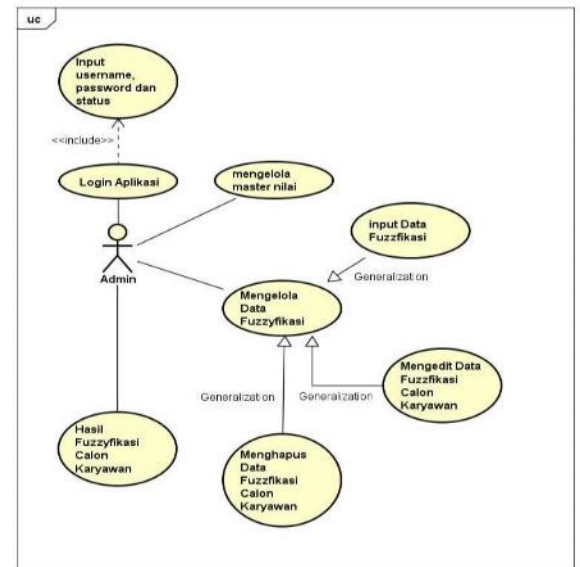 uc
Input
username,
password dan
status
<<include>>
Login Aplikasi
mengelola
master nilai
Admin
input Data
Fuzzfikasi
Generalization
Mengelola
Data
Fuzzyfikasi
Mengedit Data
Fuzzfikasi
Calon
Karyawan
Generalization
Generalization
Hasil
Fuzzyfikasi
Calon
Karyawan
Menghapus
Data
Fuzzfikasi
Calon
Karyawan